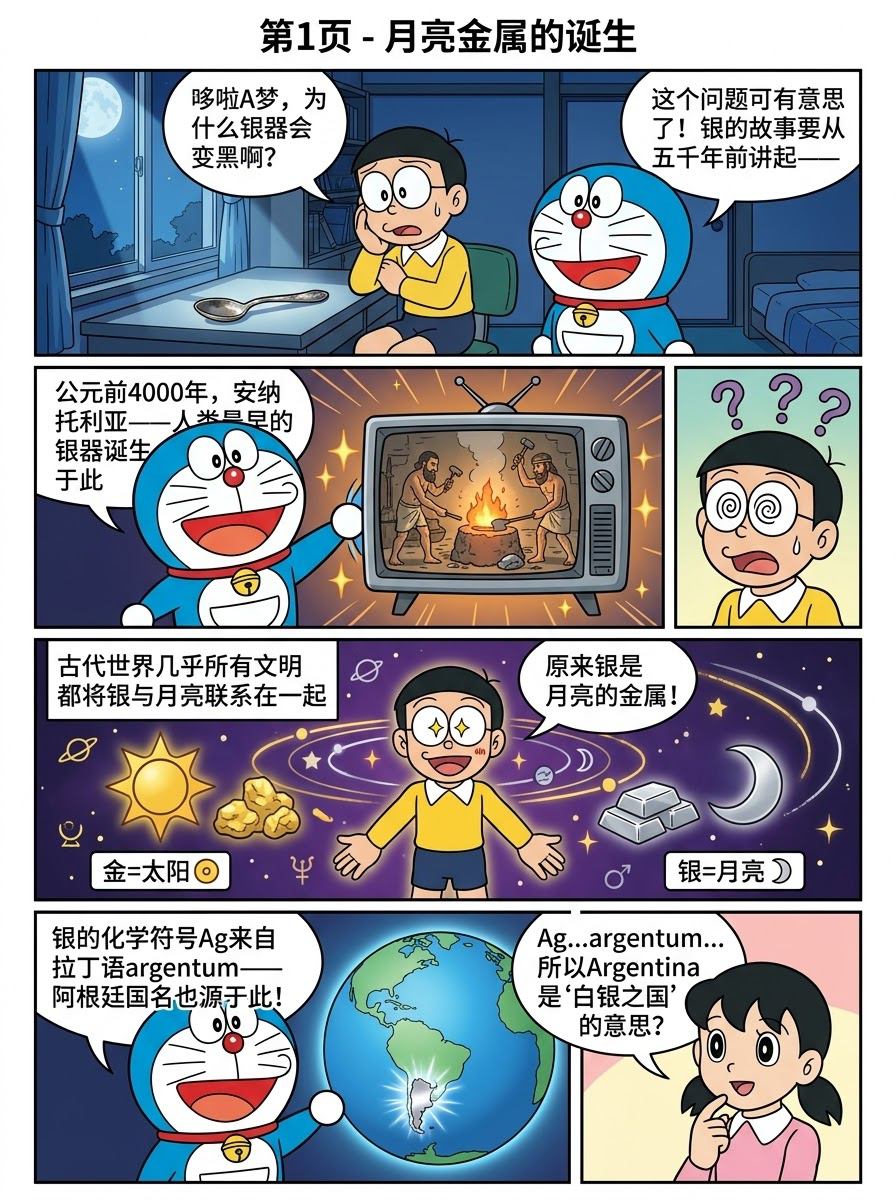 第1页 - 月亮金属的诞生
哆啦A梦，为
什么银器会
变黑啊？
这个问题可有意思
了！银的故事要从
五千年前讲起——
公元前4000年，安纳
托利亚——人类最早的
银器诞生
于此
???
古代世界几乎所有文明
都将银与月亮联系在一起
原来银是
月亮的金属！
金=太阳
银=月亮
银的化学符号Ag来自
拉丁语argentum——
阿根廷国名也源于此！
Ag...argentum...
所以Argentina
是‘白银之国’
的意思？